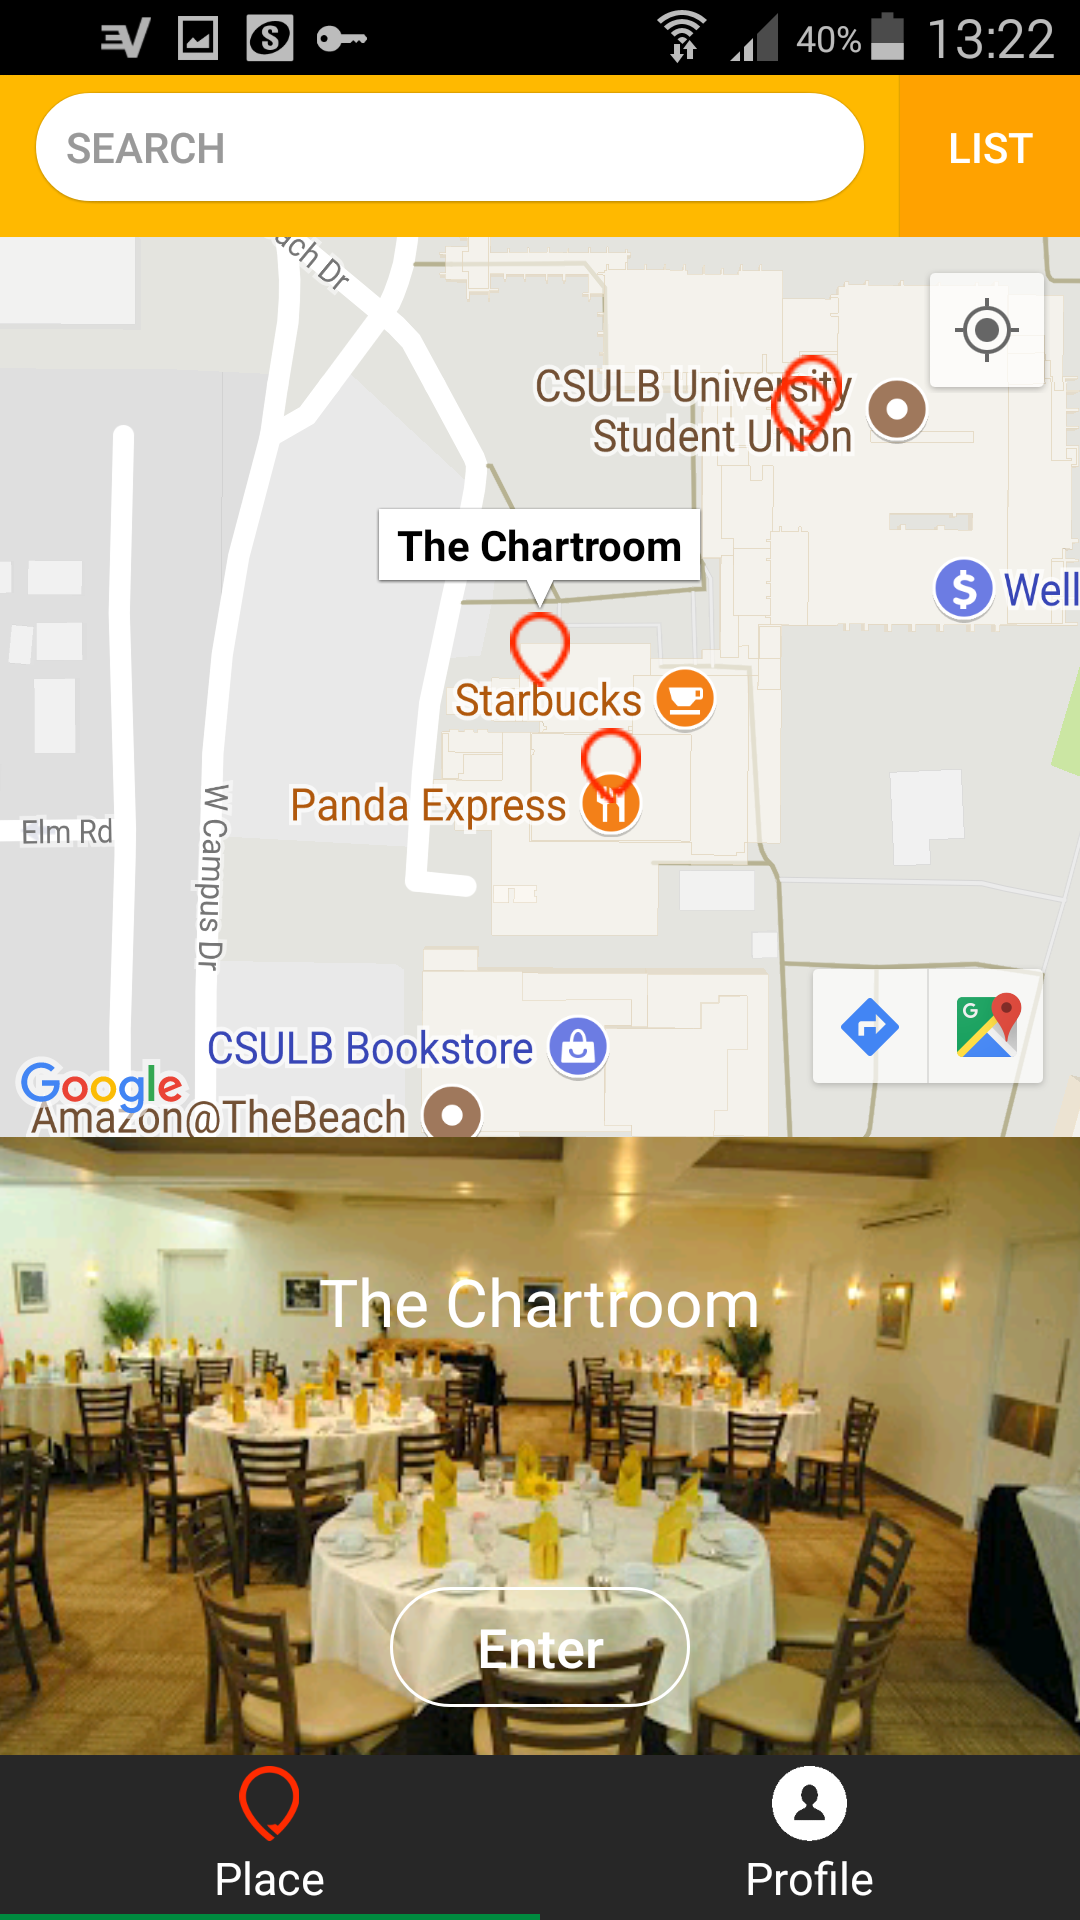 40% 13:22
SEARCH
LIST
ach Dr
CSULB University
Student Union
The Chartroom
Well
Starbucks
Panda Express
Elm Rd
W Campus Dr
CSULB Bookstore
Google
Amazon@TheBeach
The Chartroom
Enter
Place
Profile